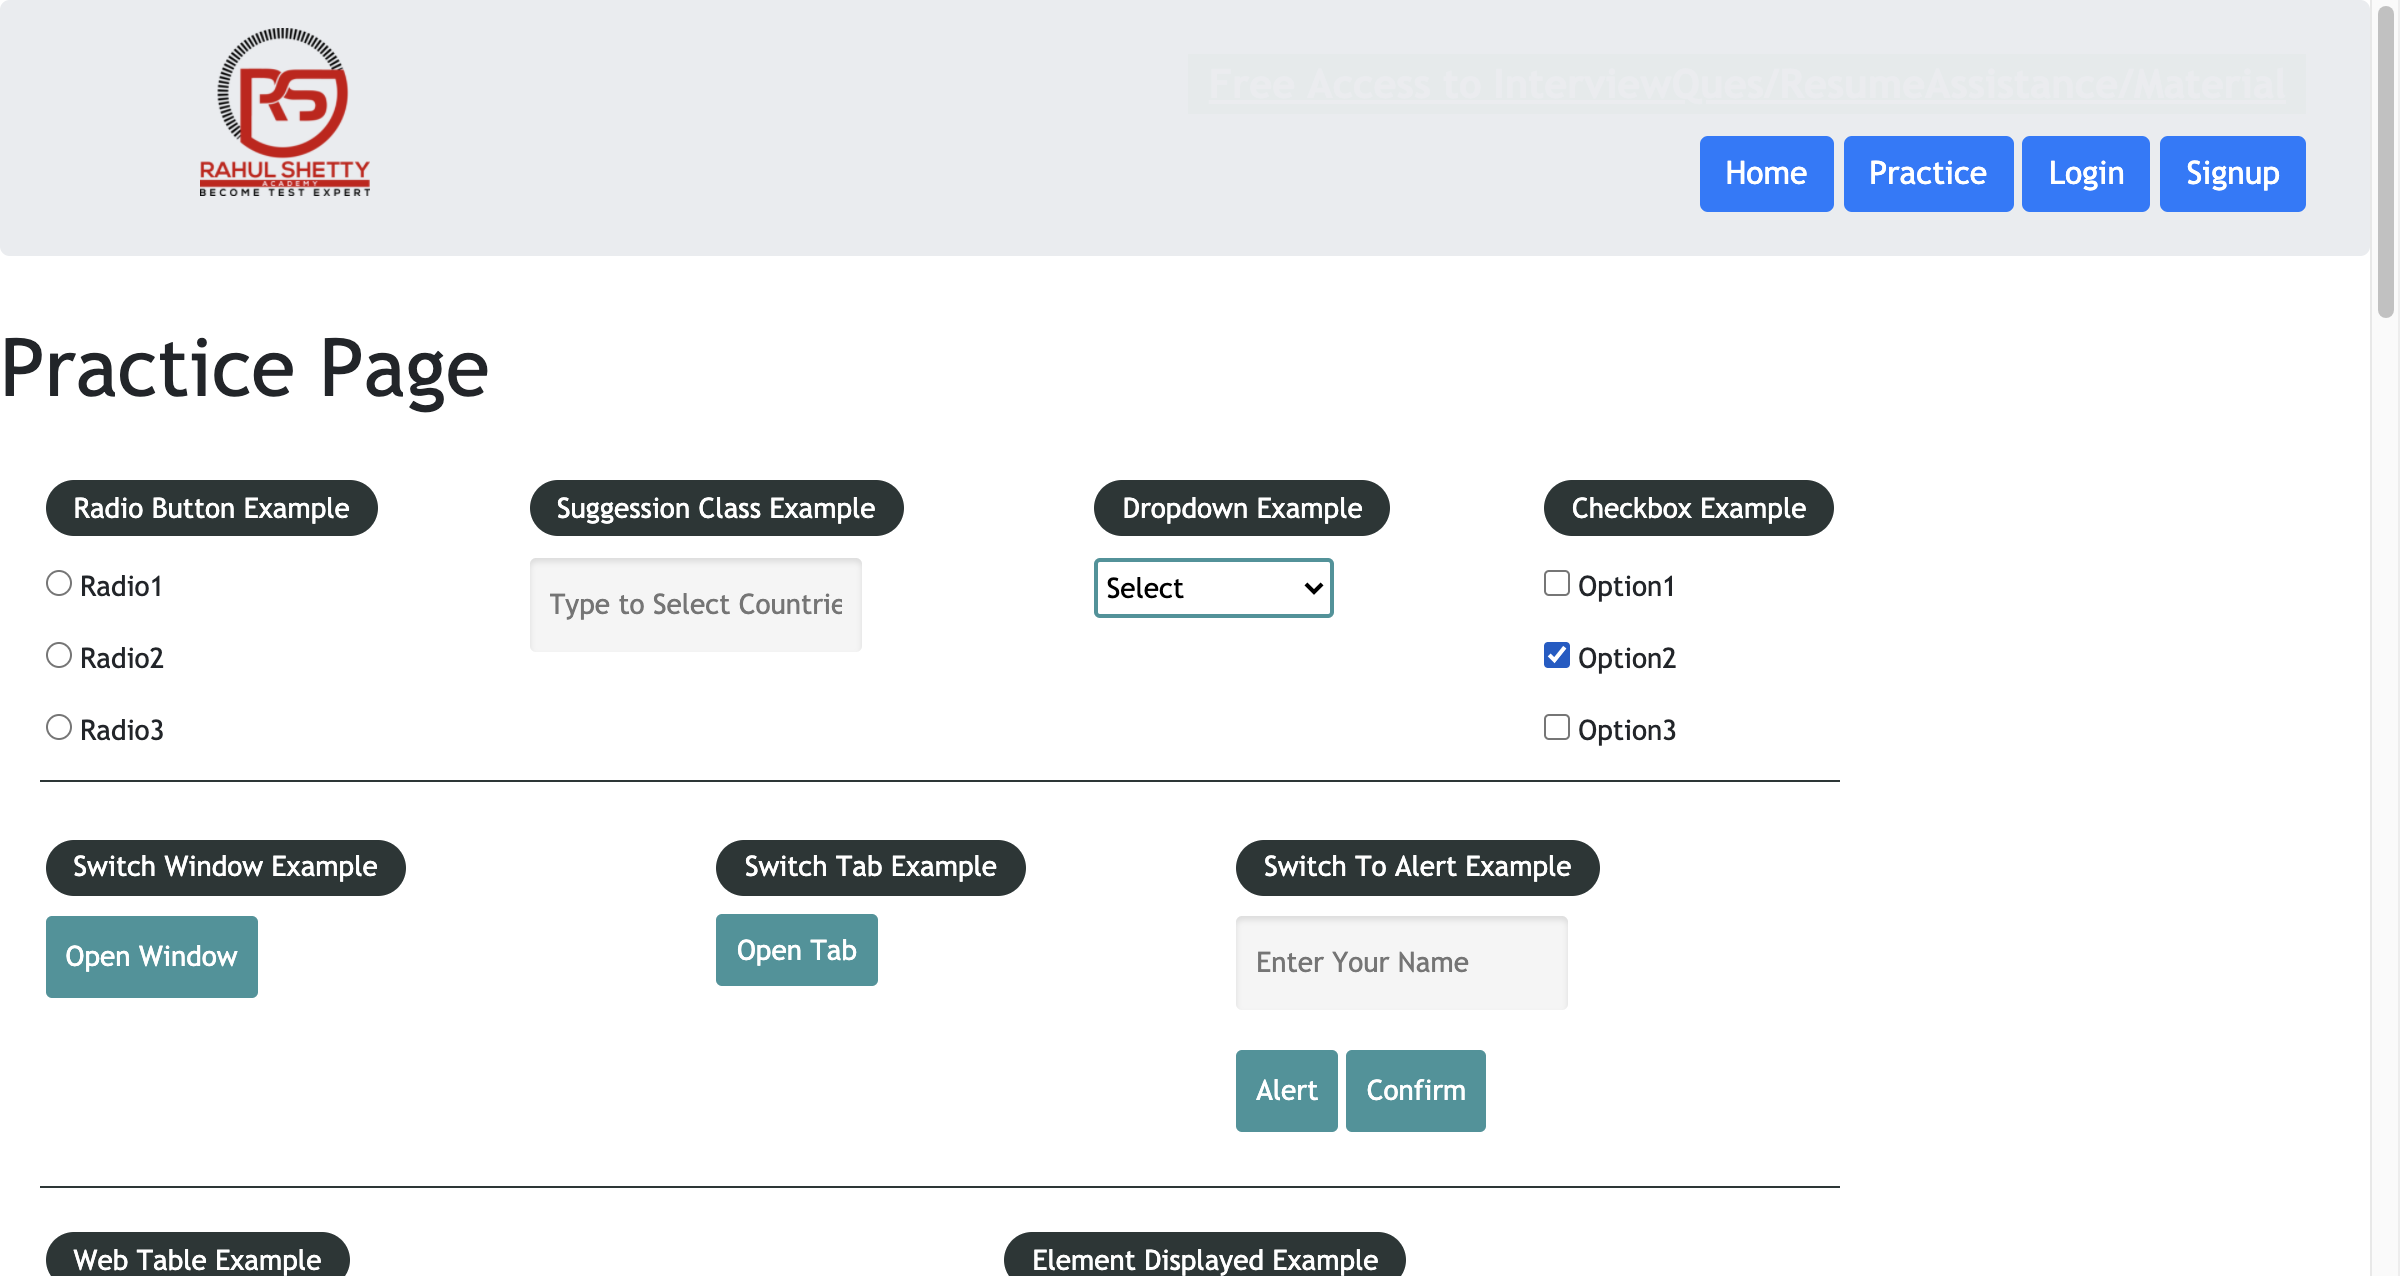 RAHUL SHETTY
ACADEMY
BECOME TEST EXPERT
Free Access to InterviewQues/ResumeAssistance/Material
Home Practice Login Signup
Practice Page
Radio Button Example Suggession Class Example Dropdown Example Checkbox Example
Radio1 Type to Select Countrie Select Option1
Radio2 Option2
Radio3 Option3
Switch Window Example Switch Tab Example Switch To Alert Example
Open Window Open Tab Enter Your Name
Alert Confirm
Web Table Example Element Displayed Example